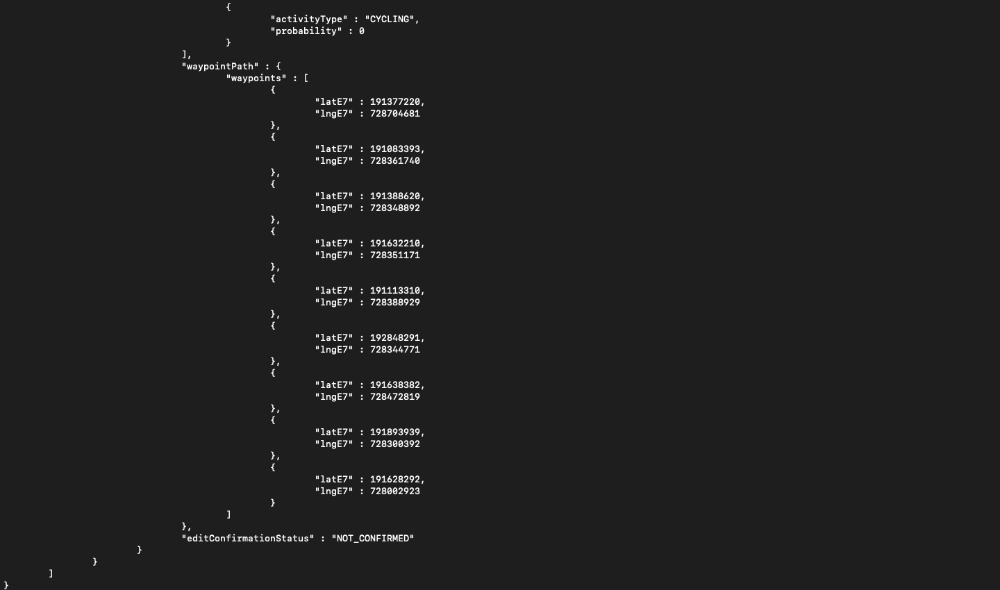 {
"activityType" : "CYCLING",
"probability" : 0
}
],
"waypointPath" : {
"waypoints" : [
{
"latE7" : 191377220,
"lngE7" : 728704681
},
{
"latE7" : 191083393,
"lngE7" : 728361740
},
{
"latE7" : 191388620,
"lngE7" : 728348892
},
{
"latE7" : 191632210,
"lngE7" : 728351171
},
{
"latE7" : 191113310,
"lngE7" : 728388929
},
{
"latE7" : 192848291,
"lngE7" : 728344771
},
{
"latE7" : 191638382,
"lngE7" : 728472819
},
{
"latE7" : 191893939,
"lngE7" : 728300392
},
{
"latE7" : 191628292,
"lngE7" : 728002923
}
]
},
"editConfirmationStatus" : "NOT_CONFIRMED"
}
}
]
}